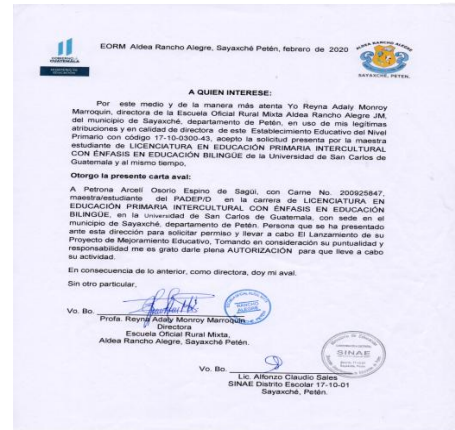 GUATEMALA
EORM Aldea Rancho Alegre, Sayaxché Petén, febrero de 2020
SAYAXCHÉ, PETÉN.
A QUIEN INTERESE:
Por este medio y de la manera más atenta Yo Reyna Adaly Monroy
Marroquin, directora de la Escuela Oficial Rural Mixta Aldea Rancho Alegre JM,
del municipio de Sayaxché, departamento de Petén, en uso de mis legítimas
atribuciones y en calidad de directora de este Establecimiento Educativo del Nivel
Primario con código 17-10-0300-43, acepto la solicitud presenta por la maestra
estudiante de LICENCIATURA EN EDUCACIÓN PRIMARIA INTERCULTURAL
CON ÉNFASIS EN EDUCACIÓN BILINGÜE de la Universidad de San Carlos de
Guatemala y al mismo tiempo,
Otorgo la presente carta aval:
A Petrona Arcelí Osorio Espino de Sagüí, con Carne No. 200925847,
maestra/estudiante del PADEP/D en la carrera de LICENCIATURA EN
EDUCACIÓN PRIMARIA INTERCULTURAL CON ÉNFASIS EN EDUCACIÓN
BILINGÜE, en la Universidad de San Carlos de Guatemala, con sede en el
municipio de Sayaxché, departamento de Petén. Persona que se ha presentado
ante esta dirección para solicitar permiso y llevar a cabo El Lanzamiento de su
Proyecto de Mejoramiento Educativo, Tomando en consideración su puntualidad y
responsabilidad me es grato darle plena AUTORIZACIÓN para que lleve a cabo
su actividad.
En consecuencia de lo anterior, como directora, doy mi aval.
Sin otro particular,
Vo. Bo.
RANCHO
ALEGRE
Profa. Reyna Adaly Monroy Marroquin
Directora
Escuela Oficial Rural Mixta,
Aldea Rancho Alegre, Sayaxché Petén.
SINAE
Vo. Bo.
Lic. Alfonzo Claudio Sales
SINAE Distrito Escolar 17-10-01
Sayaxché, Petén.